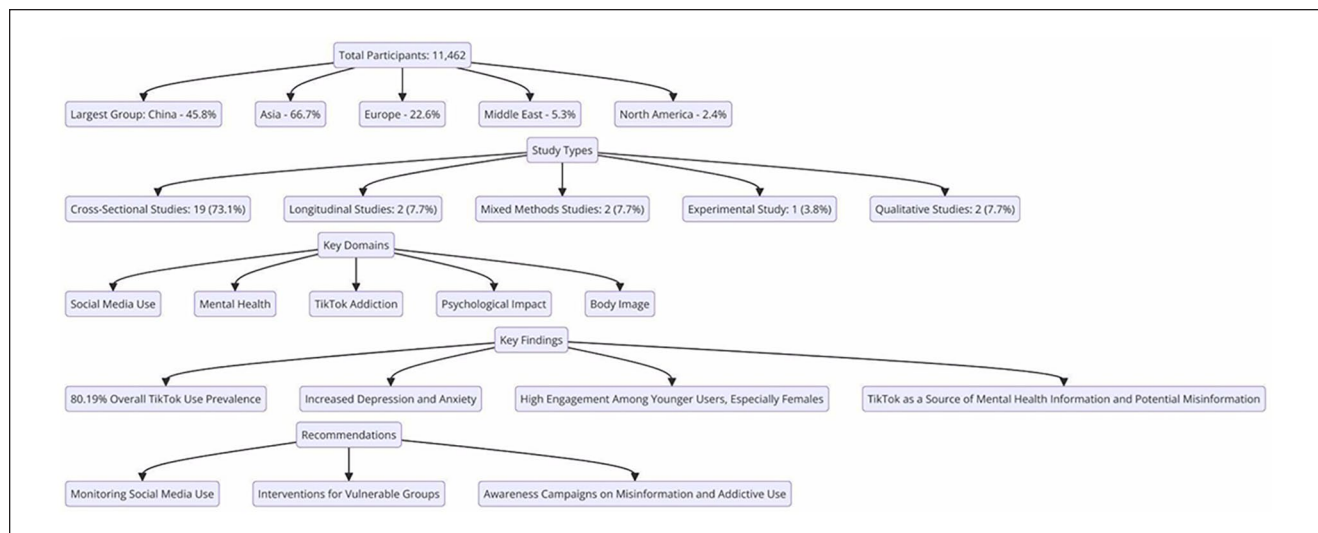 Total Participants: 11,462
Largest Group: China - 45.8%
Asia - 66.7%
Europe - 22.6%
Middle East - 5.3%
North America - 2.4%
Study Types
Cross-Sectional Studies: 19 (73.1%)
Longitudinal Studies: 2 (7.7%)
Mixed Methods Studies: 2 (7.7%)
Experimental Study: 1 (3.8%)
Qualitative Studies: 2 (7.7%)
Key Domains
Social Media Use
Mental Health
TikTok Addiction
Psychological Impact
Body Image
Key Findings
80.19% Overall TikTok Use Prevalence
Increased Depression and Anxiety
High Engagement Among Younger Users, Especially Females
TikTok as a Source of Mental Health Information and Potential Misinformation
Recommendations
Monitoring Social Media Use
Interventions for Vulnerable Groups
Awareness Campaigns on Misinformation and Addictive Use